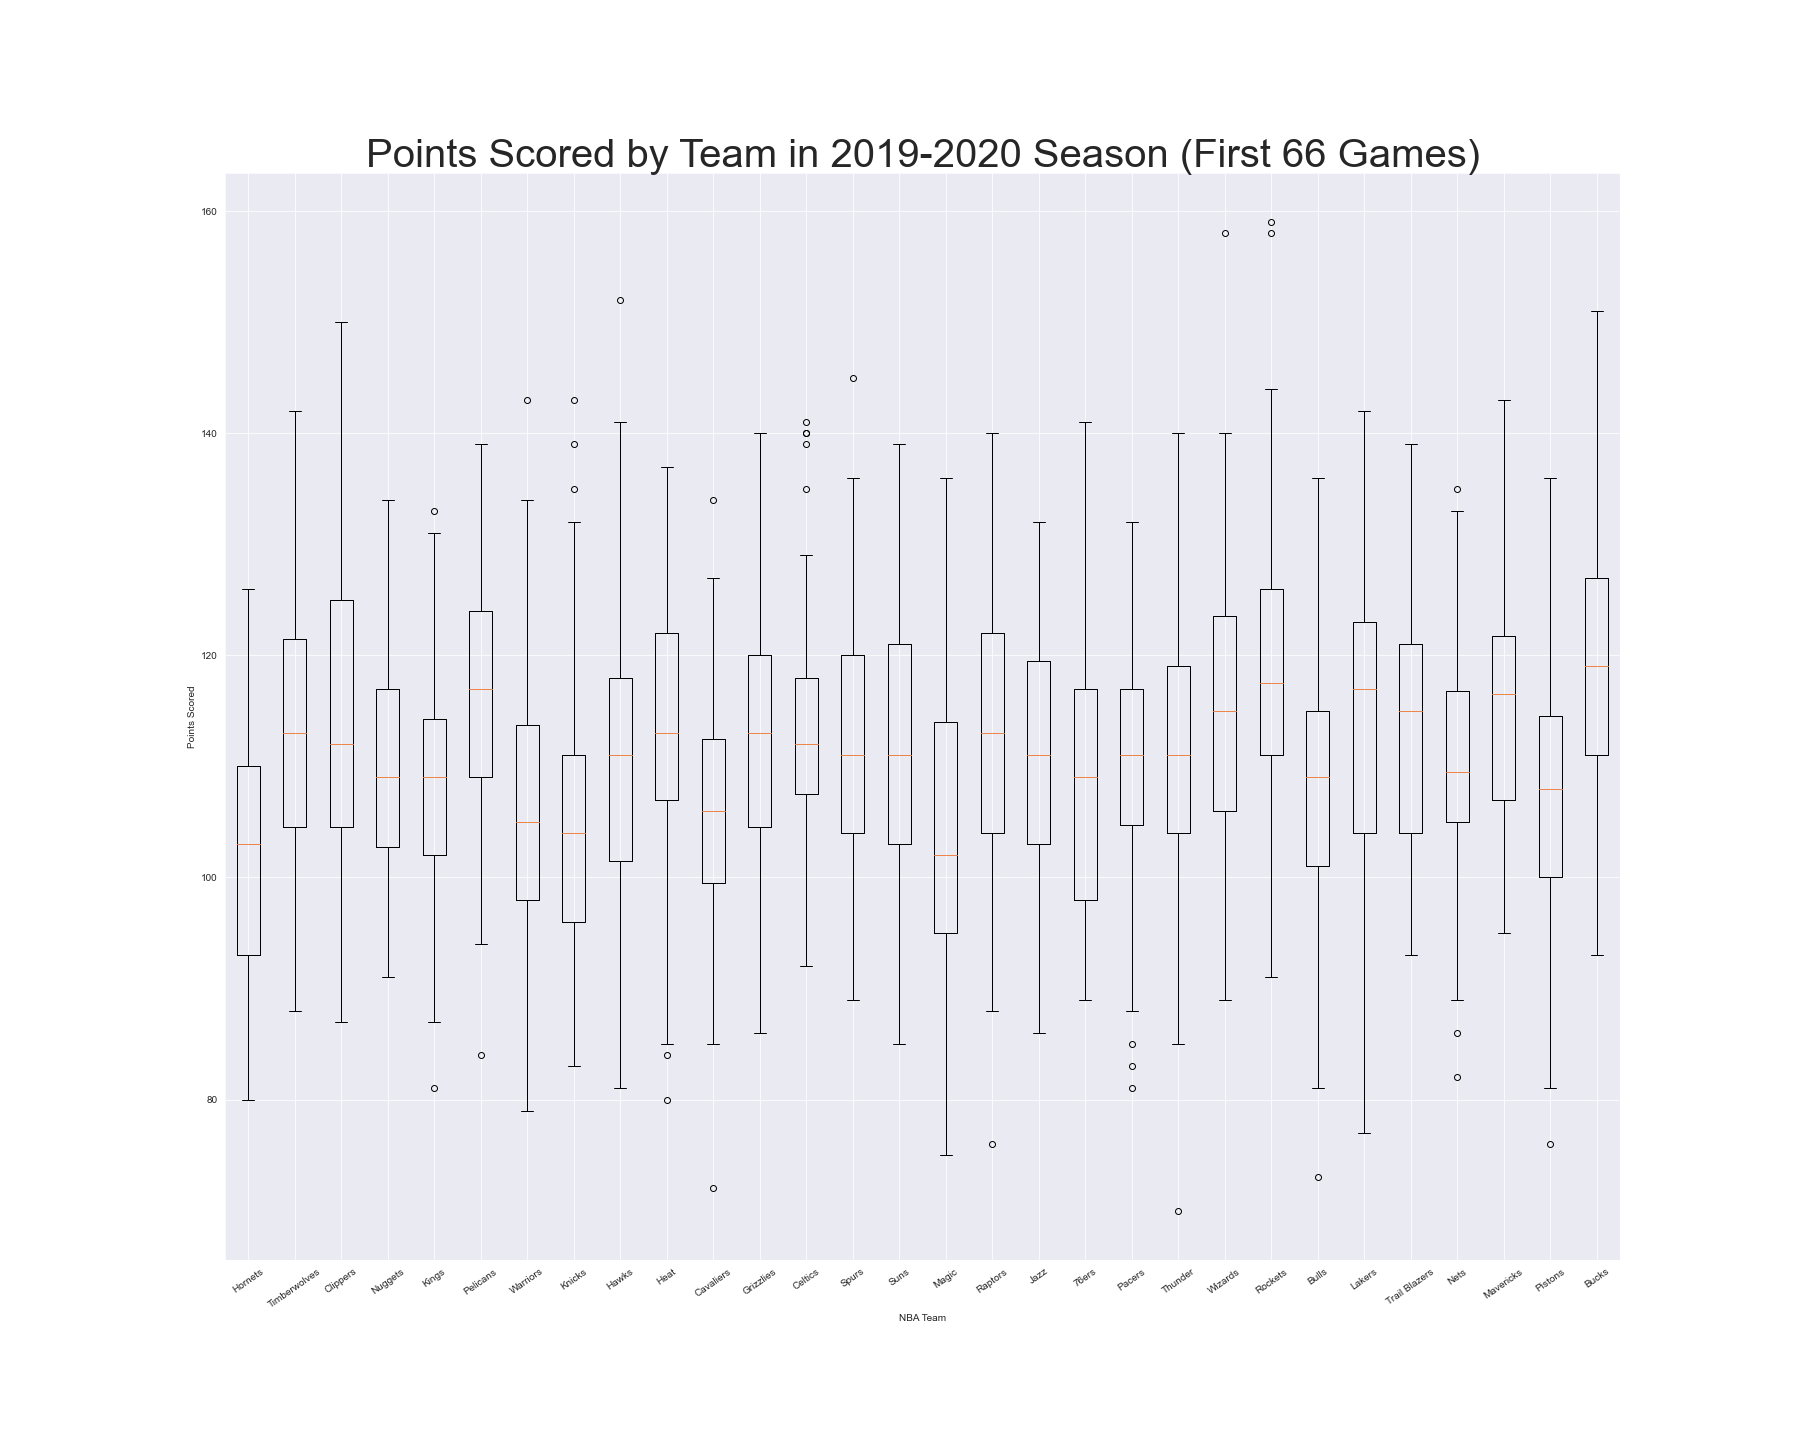 Points Scored by Team in 2019-2020 Season (First 66 Games)
160
140
120
100
80
Points Scored
Hornets
Timberwolves
Clippers
Nuggets
Kings
Pelicans
Warriors
Knicks
Hawks
Heat
Cavaliers
Grizzlies
Celtics
Spurs
Suns
Magic
Raptors
Jazz
76ers
Pacers
Thunder
Wizards
Rockets
Bulls
Lakers
Trail Blazers
Nets
Mavericks
Pistons
Bucks
NBA Team